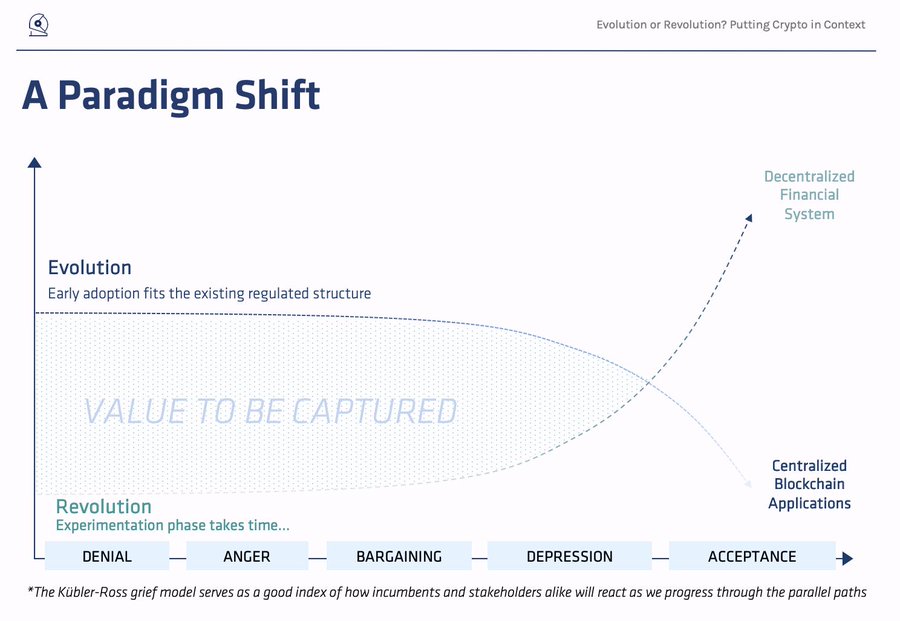 Evolution or Revolution? Putting Crypto in Context
A Paradigm Shift
Decentralized
Financial
System
Evolution
Early adoption fits the existing regulated structure
VALUE TO BE CAPTURED
Centralized
Blockchain
Applications
Revolution
Experimentation phase takes time...
DENIAL
ANGER
BARGAINING
DEPRESSION
ACCEPTANCE
*The Kübler-Ross grief model serves as a good index of how incumbents and stakeholders alike will react as we progress through the parallel paths